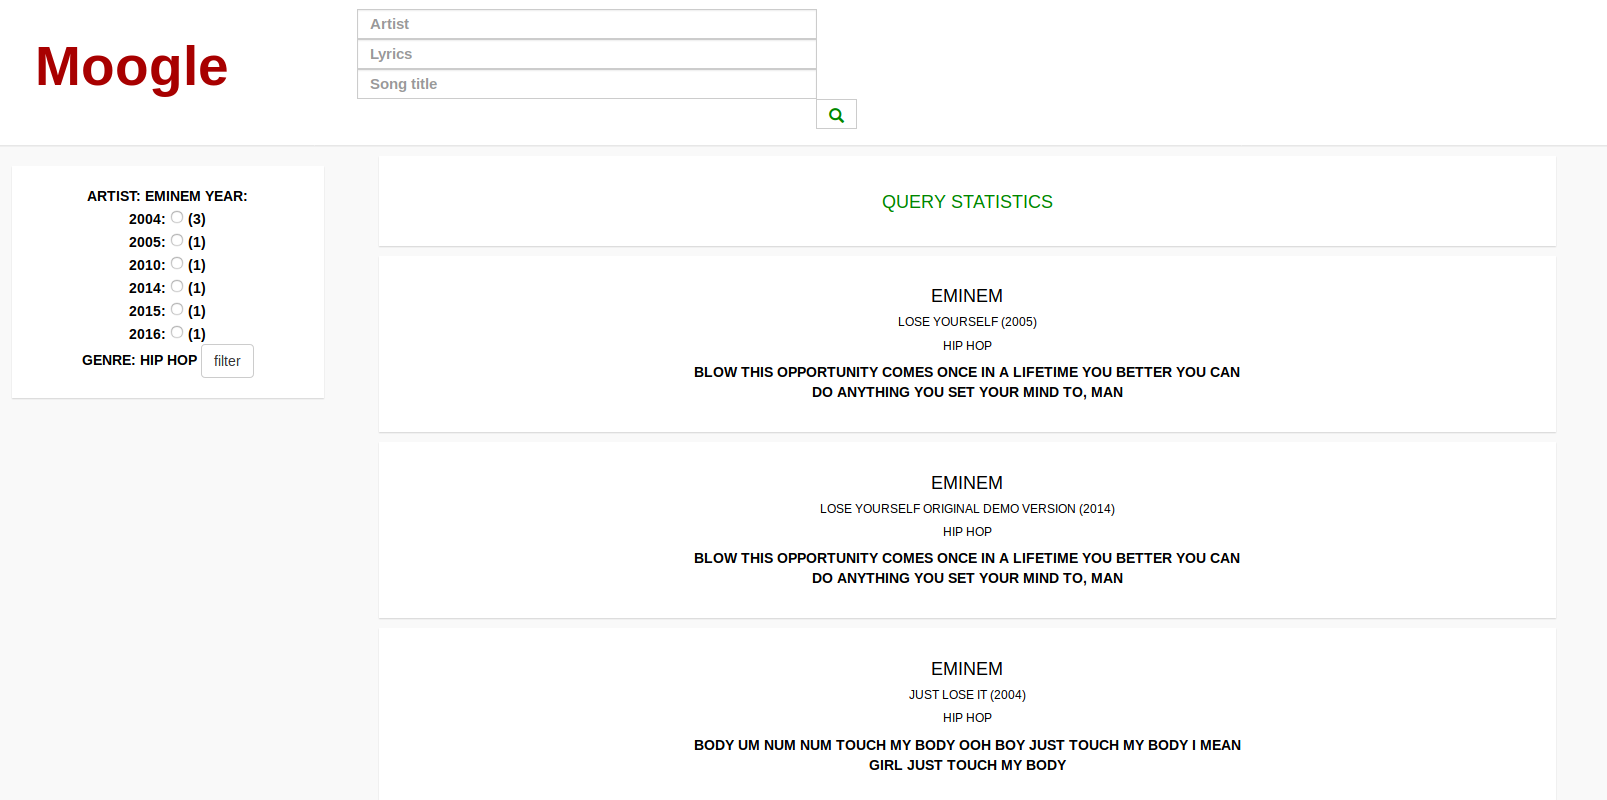 Moogle
Artist
Lyrics
Song title
ARTIST: EMINEM YEAR:
2004: (3)
2005: (1)
2010: (1)
2014: (1)
2015: (1)
2016: (1)
GENRE: HIP HOP filter
QUERY STATISTICS
EMINEM
LOSE YOURSELF (2005)
HIP HOP
BLOW THIS OPPORTUNITY COMES ONCE IN A LIFETIME YOU BETTER YOU CAN
DO ANYTHING YOU SET YOUR MIND TO, MAN
EMINEM
LOSE YOURSELF ORIGINAL DEMO VERSION (2014)
HIP HOP
BLOW THIS OPPORTUNITY COMES ONCE IN A LIFETIME YOU BETTER YOU CAN
DO ANYTHING YOU SET YOUR MIND TO, MAN
EMINEM
JUST LOSE IT (2004)
HIP HOP
BODY UM NUM NUM TOUCH MY BODY OOH BOY JUST TOUCH MY BODY I MEAN
GIRL JUST TOUCH MY BODY